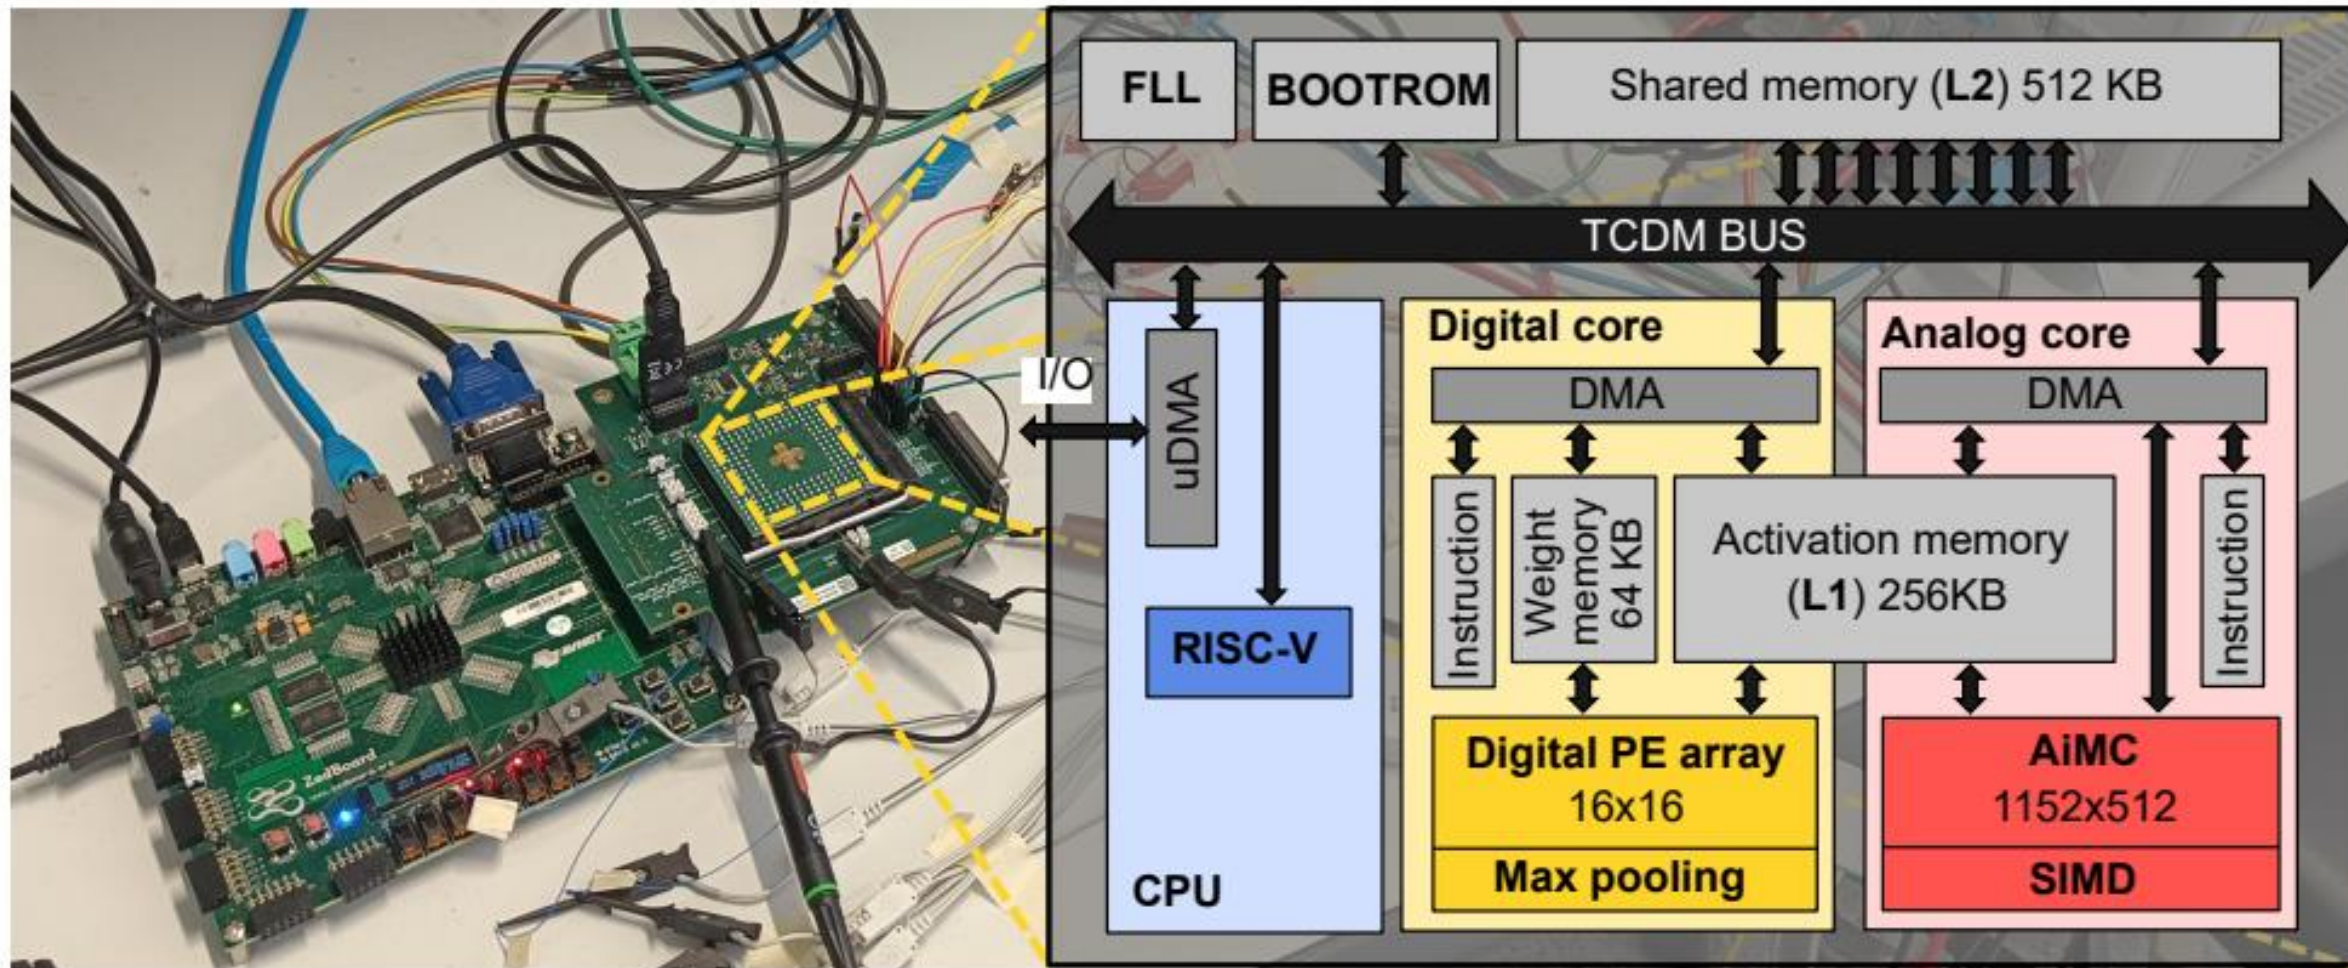 FLL
BOOTROM
Shared memory (L2) 512 KB
TCDM BUS
I/O
uDMA
RISC-V
CPU
Digital core
DMA
Instruction
Weight
memory
64 KB
Activation memory
(L1) 256KB
Digital PE array
16x16
Max pooling
Analog core
DMA
Instruction
AiMC
1152x512
SIMD
ZedBoard
AVNET